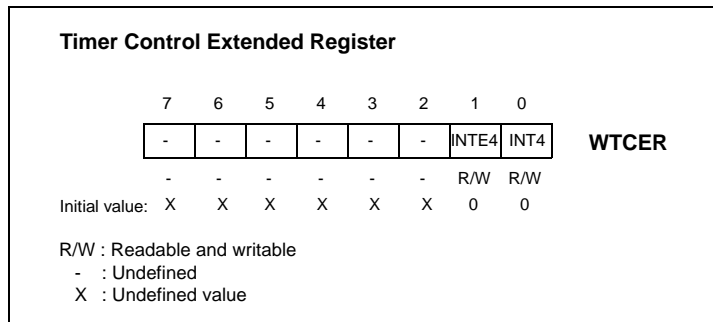 Timer Control Extended Register
7 6 5 4 3 2 1 0
- - - - - - INTE4 INT4 WTCER
- - - - - - R/W R/W
Initial value: X X X X X X 0 0
R/W : Readable and writable
- : Undefined
X : Undefined value